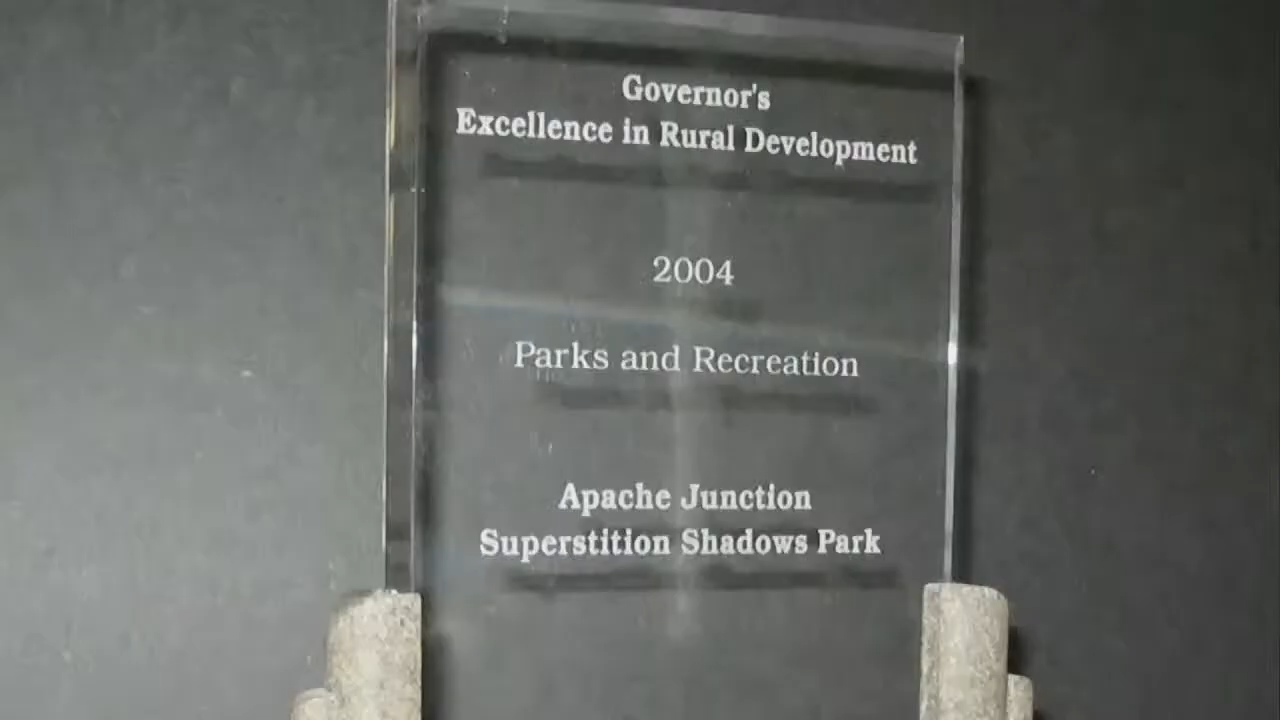 Governor's
Excellence in Rural Development
2004
Parks and Recreation
Apache Junction
Superstition Shadows Park